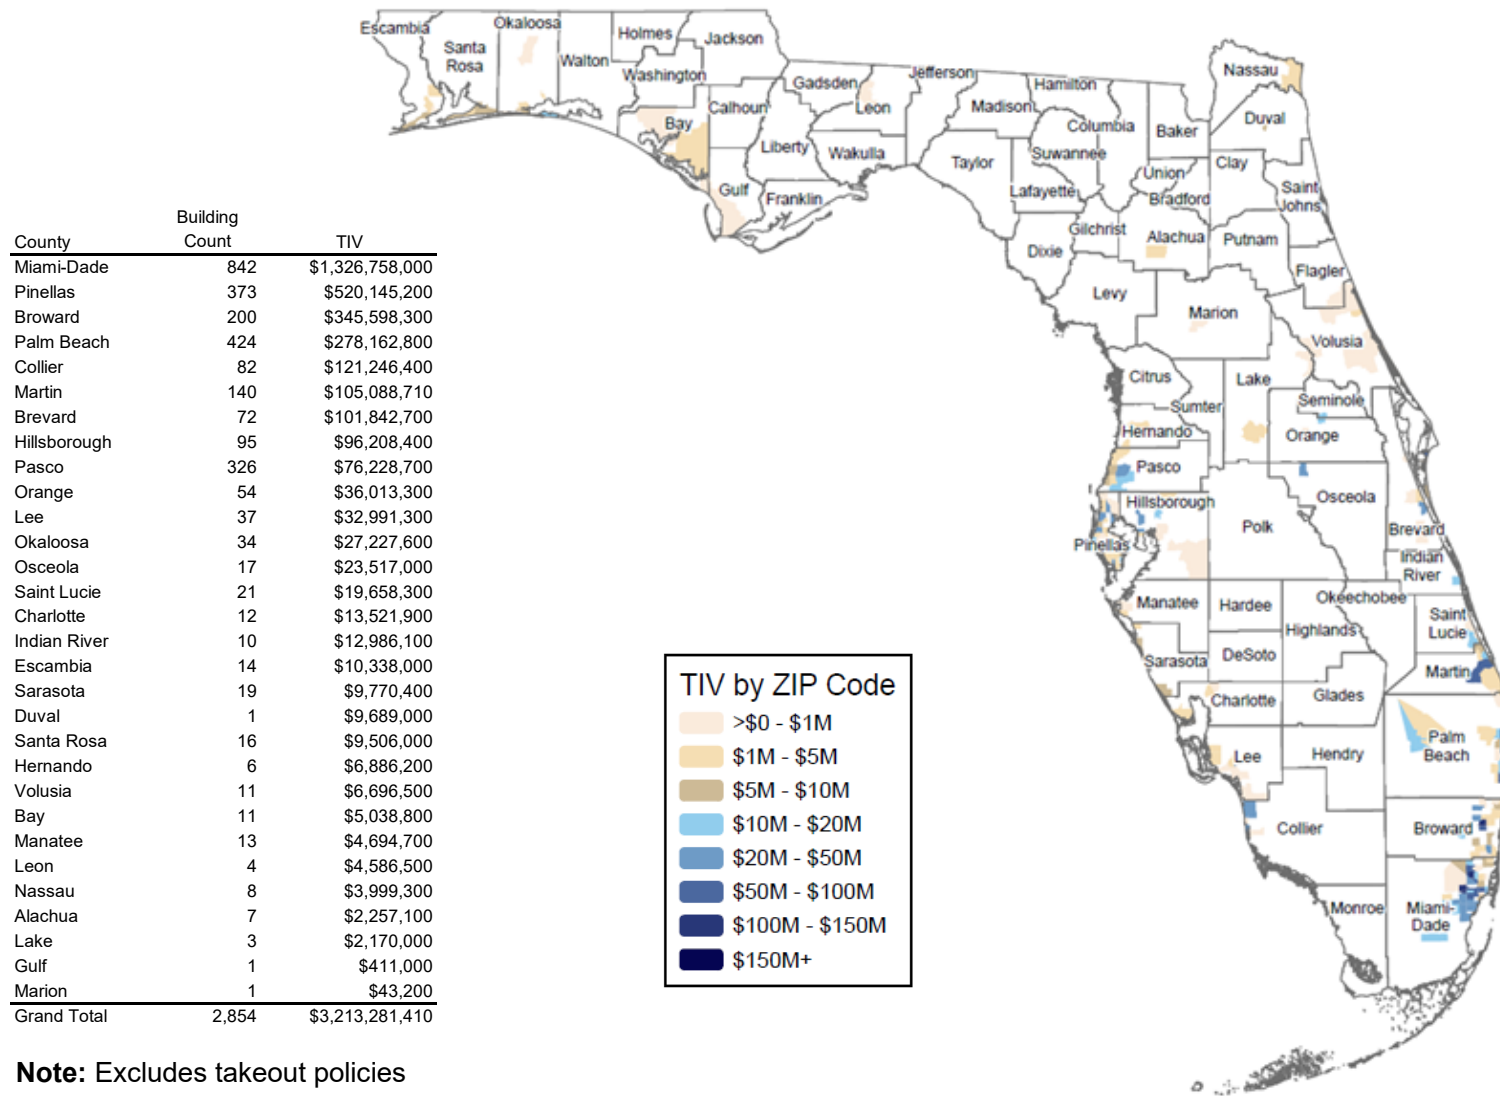 Building
County Count TIV
Miami-Dade 842 $1,326,758,000
Pinellas 373 $520,145,200
Broward 200 $345,598,300
Palm Beach 424 $278,162,800
Collier 82 $121,246,400
Martin 140 $105,088,710
Brevard 72 $101,842,700
Hillsborough 95 $96,208,400
Pasco 326 $76,228,700
Orange 54 $36,013,300
Lee 37 $32,991,300
Okaloosa 34 $27,227,600
Osceola 17 $23,517,000
Saint Lucie 21 $19,658,300
Charlotte 12 $13,521,900
Indian River 10 $12,986,100
Escambia 14 $10,338,000
Sarasota 19 $9,770,400
Duval 1 $9,689,000
Santa Rosa 16 $9,506,000
Hernando 6 $6,886,200
Volusia 11 $6,696,500
Bay 11 $5,038,800
Manatee 13 $4,694,700
Leon 4 $4,586,500
Nassau 8 $3,999,300
Alachua 7 $2,257,100
Lake 3 $2,170,000
Gulf 1 $411,000
Marion 1 $43,200
Grand Total 2,854 $3,213,281,410
Note: Excludes takeout policies
Escambia
Santa
Rosa
Okaloosa
Walton
Holmes
Washington
Jackson
Bay
Calhoun
Gulf
Liberty
Gadsden
Franklin
Leon
Wakulla
Jefferson
Madison
Taylor
Hamilton
Suwannee
Lafayette
Dixie
Columbia
Gilchrist
Baker
Union
Bradford
Alachua
Levy
Nassau
Duval
Clay
Saint
Johns
Putnam
Flagler
Marion
Volusia
Citrus
Sumter
Lake
Hernando
Seminole
Orange
Pasco
Hillsborough
Pinellas
Polk
Osceola
Brevard
Indian
River
Manatee
Hardee
Highlands
Okeechobee
Saint
Lucie
Sarasota
DeSoto
Martin
Charlotte
Glades
Lee
Hendry
Palm
Beach
Collier
Broward
Monroe
Miami-
Dade
TIV by ZIP Code
>$0 - $1M
$1M - $5M
$5M - $10M
$10M - $20M
$20M - $50M
$50M - $100M
$100M - $150M
$150M+